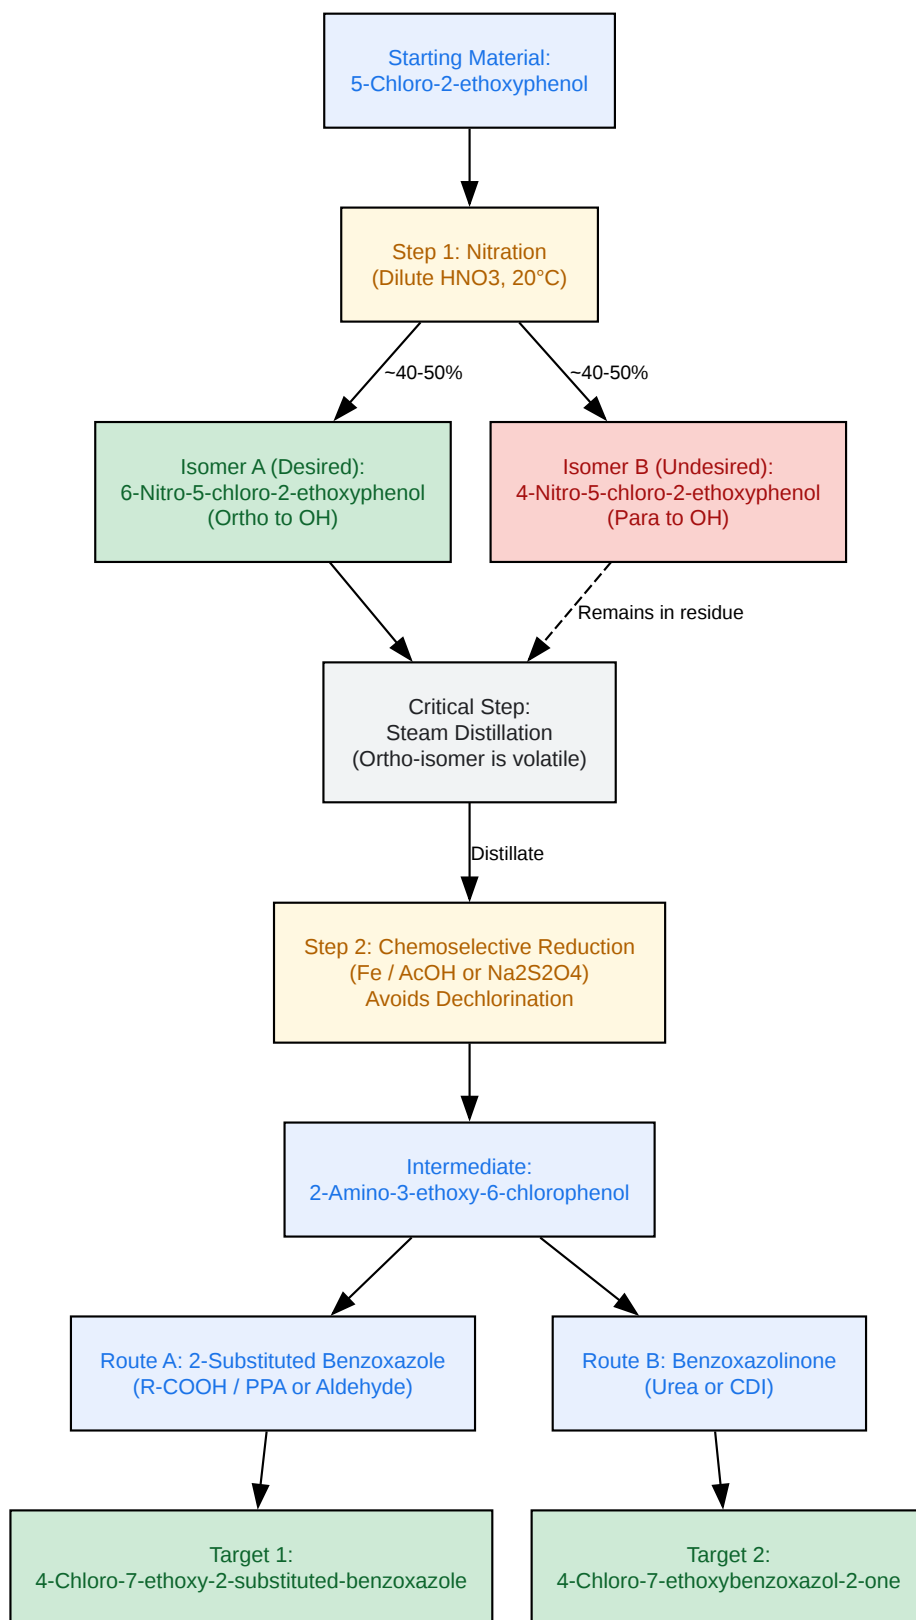 Starting Material:
5-Chloro-2-ethoxyphenol
Step 1: Nitration
(Dilute HNO3, 20°C)
~40-50%
~40-50%
Isomer A (Desired):
6-Nitro-5-chloro-2-ethoxyphenol
(Ortho to OH)
Isomer B (Undesired):
4-Nitro-5-chloro-2-ethoxyphenol
(Para to OH)
Remains in residue
Critical Step:
Steam Distillation
(Ortho-isomer is volatile)
Distillate
Step 2: Chemoselective Reduction
(Fe / AcOH or Na2S2O4)
Avoids Dechlorination
Intermediate:
2-Amino-3-ethoxy-6-chlorophenol
Route A: 2-Substituted Benzoxazole
(R-COOH / PPA or Aldehyde)
Route B: Benzoxazolinone
(Urea or CDI)
Target 1:
4-Chloro-7-ethoxy-2-substituted-benzoxazole
Target 2:
4-Chloro-7-ethoxybenzoxazol-2-one